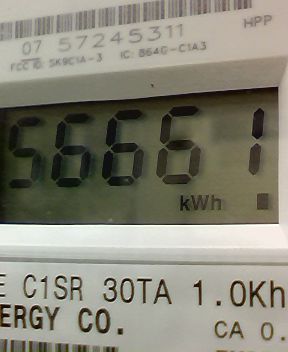 HPP
07 57245311
FCC ID: SK9C1A-3 IC: 864G-C1A3
56661
kWh
E C1SR 30TA 1.0Kh
ERGY CO.
CA 0.